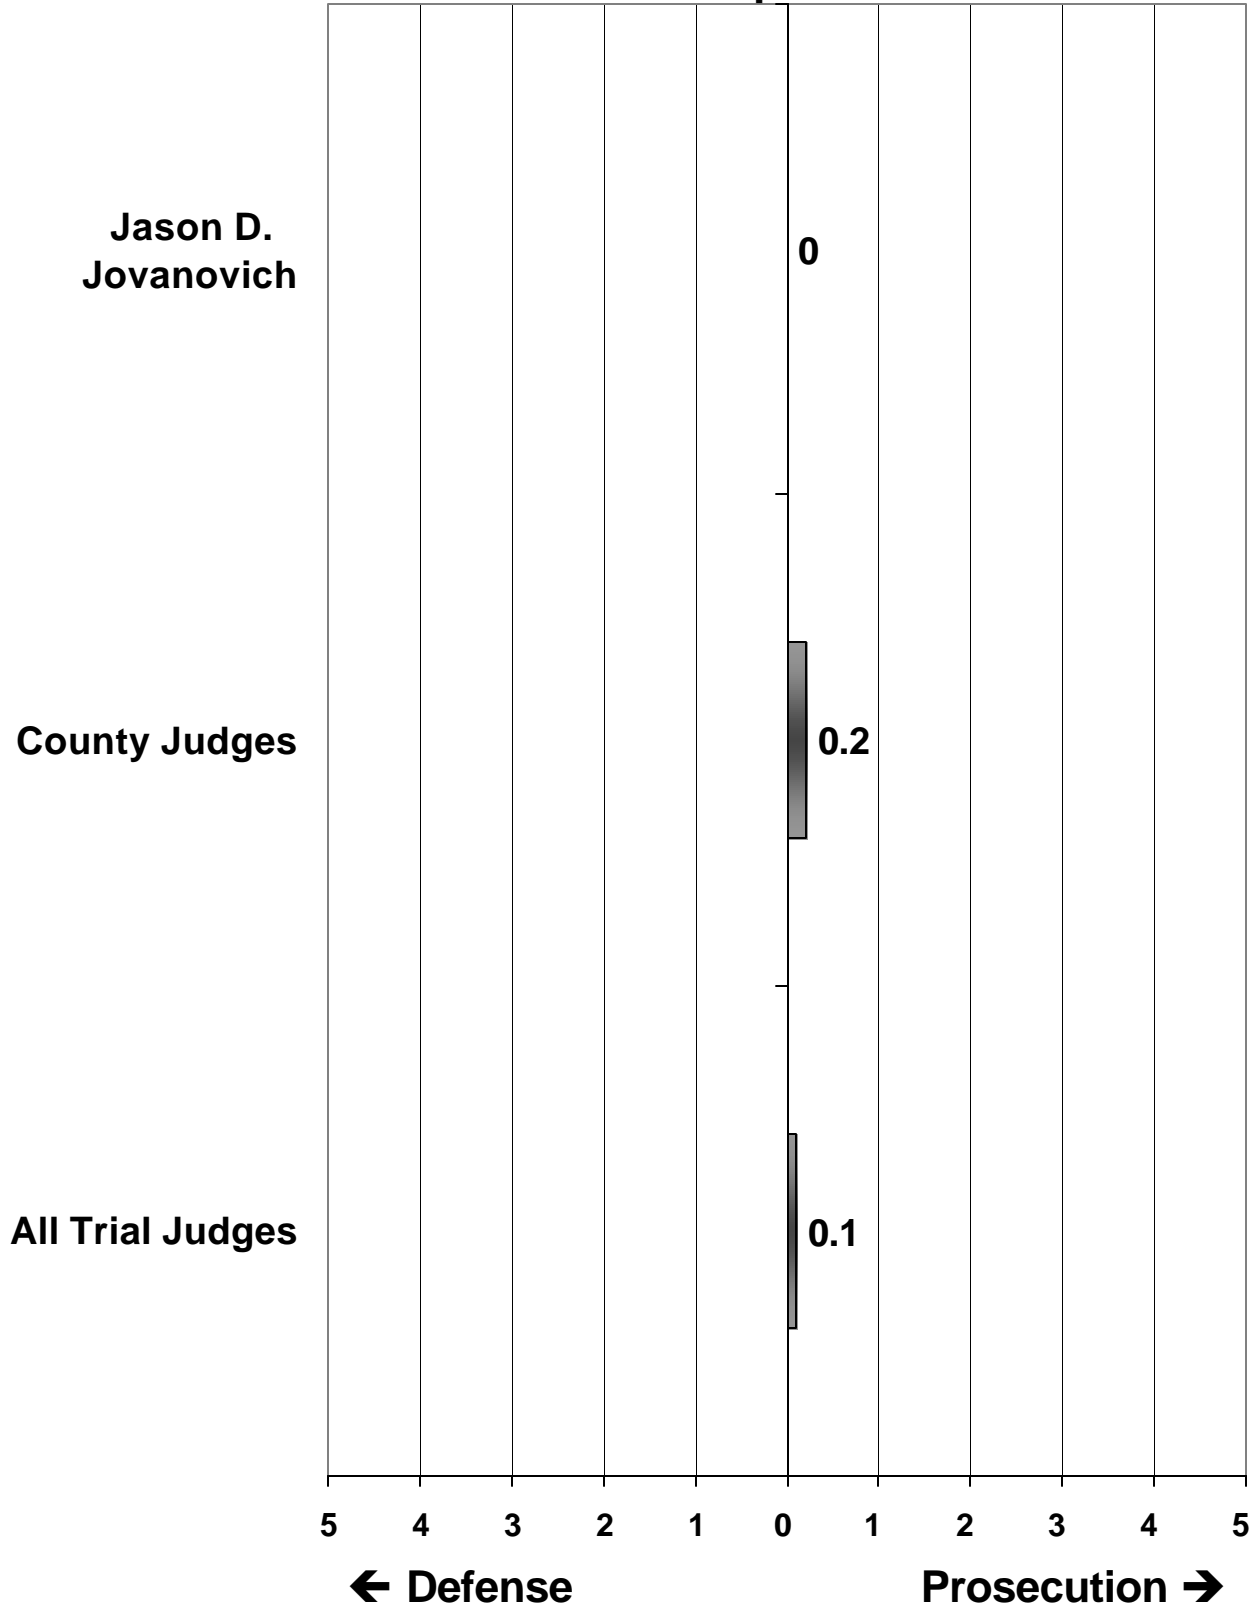 Jason D.
Jovanovich
0
County Judges
0.2
All Trial Judges
0.1
5 4 3 2 1 0 1 2 3 4 5
← Defense Prosecution →